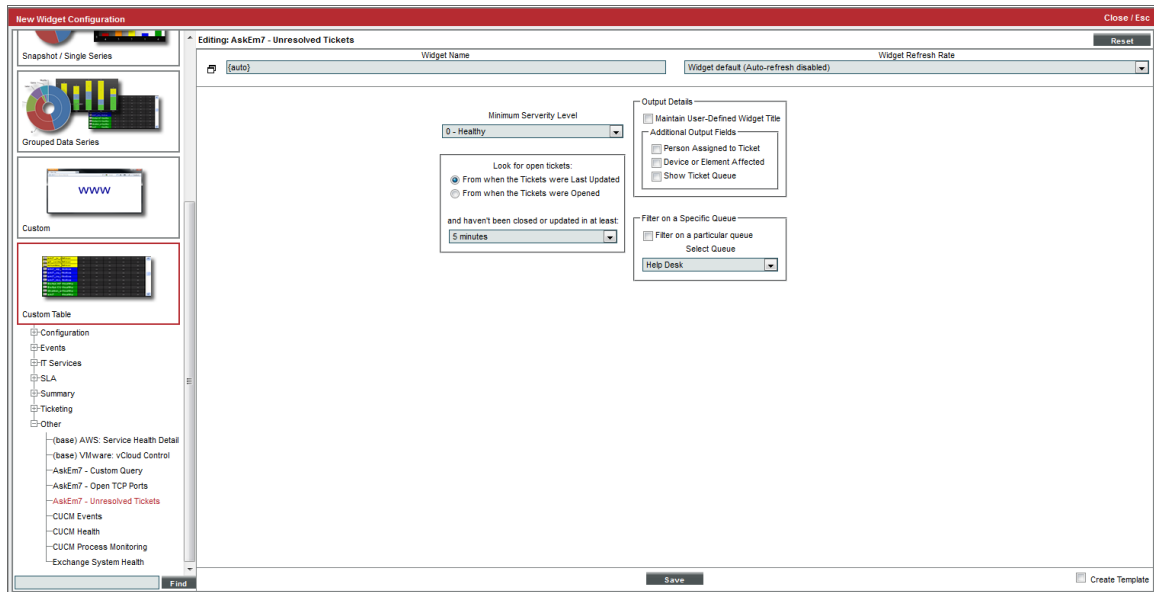 New Widget Configuration
Close / Esc
Snapshot / Single Series
Grouped Data Series
www
Custom
Custom Table
Configuration
Events
IT Services
SLA
Summary
Ticketing
Other
(base) AWS: Service Health Detail
(base) VMware: vCloud Control
AskEm7 - Custom Query
AskEm7 - Open TCP Ports
AskEm7 - Unresolved Tickets
CUCM Events
CUCM Health
CUCM Process Monitoring
Exchange System Health
Find
Editing: AskEm7 - Unresolved Tickets
Reset
Widget Name
Widget Refresh Rate
{auto}
Widget default (Auto-refresh disabled)
Minimum Serverity Level
0 - Healthy
Look for open tickets:
From when the Tickets were Last Updated
From when the Tickets were Opened
and haven't been closed or updated in at least:
5 minutes
Output Details
Maintain User-Defined Widget Title
Additional Output Fields
Person Assigned to Ticket
Device or Element Affected
Show Ticket Queue
Filter on a Specific Queue
Filter on a particular queue
Select Queue
Help Desk
Save
Create Template